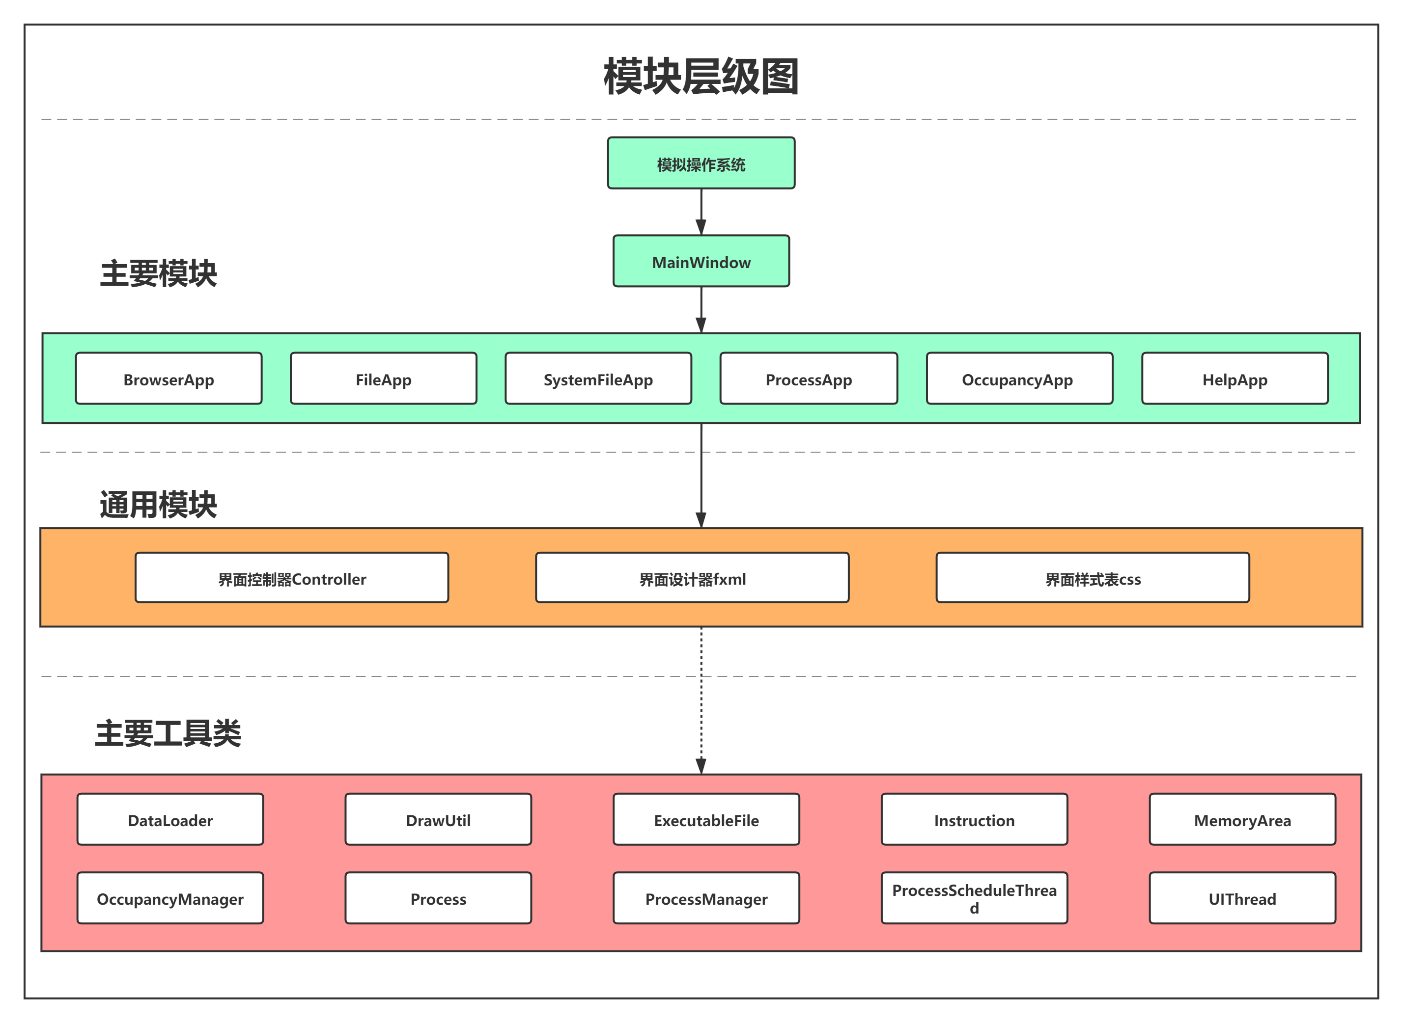 模块层级图
模拟操作系统
MainWindow
主要模块
BrowserApp
FileApp
SystemFileApp
ProcessApp
OccupancyApp
HelpApp
通用模块
界面控制器Controller
界面设计器fxml
界面样式表css
主要工具类
DataLoader
DrawUtil
ExecutableFile
Instruction
MemoryArea
OccupancyManager
Process
ProcessManager
ProcessScheduleThrea
d
UIThread